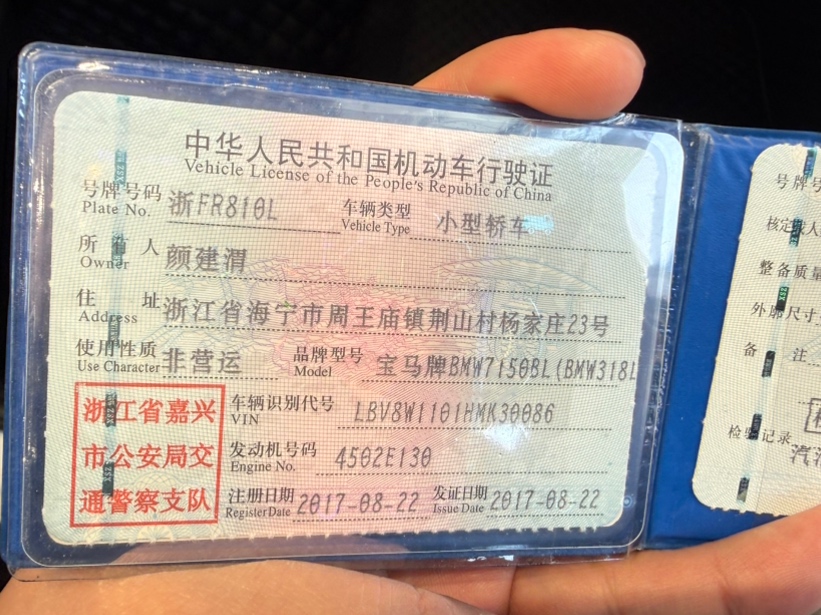 中华人民共和国机动车行驶证
Vehicle License of the People's Republic of China
号牌号码 浙FR810L 车辆类型 小型轿车
Plate No. Vehicle Type
所有人 颜建渭
Owner
住址 浙江省海宁市周王庙镇荆山村杨家庄23号
Address
使用性质 非营运 品牌型号 宝马牌BMW7150BL(BMW318L
Use Character Model
浙江省嘉兴
市公安局交
通警察支队
车辆识别代号 LBV8W1101HMK30086
VIN
发动机号码 4502E130
Engine No.
注册日期 2017-08-22 发证日期 2017-08-22
Register Date Issue Date
号牌号
核定载人
整备质量
外廓尺寸
备注
检验记录